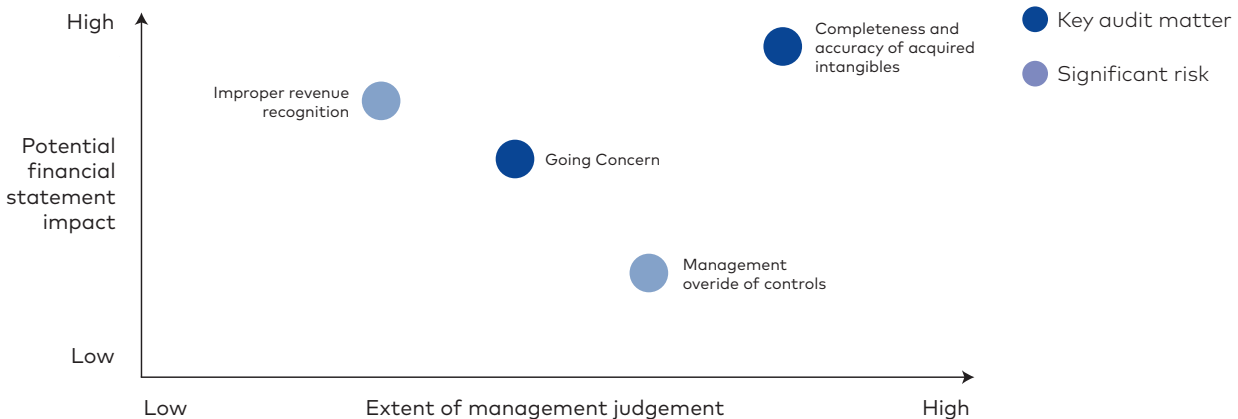 High
Completeness and
accuracy of acquired
intangibles
Key audit matter
Significant risk
Improper revenue
recognition
Potential
financial
statement
impact
Going Concern
Management
overide of controls
Low
Low
Extent of management judgement
High